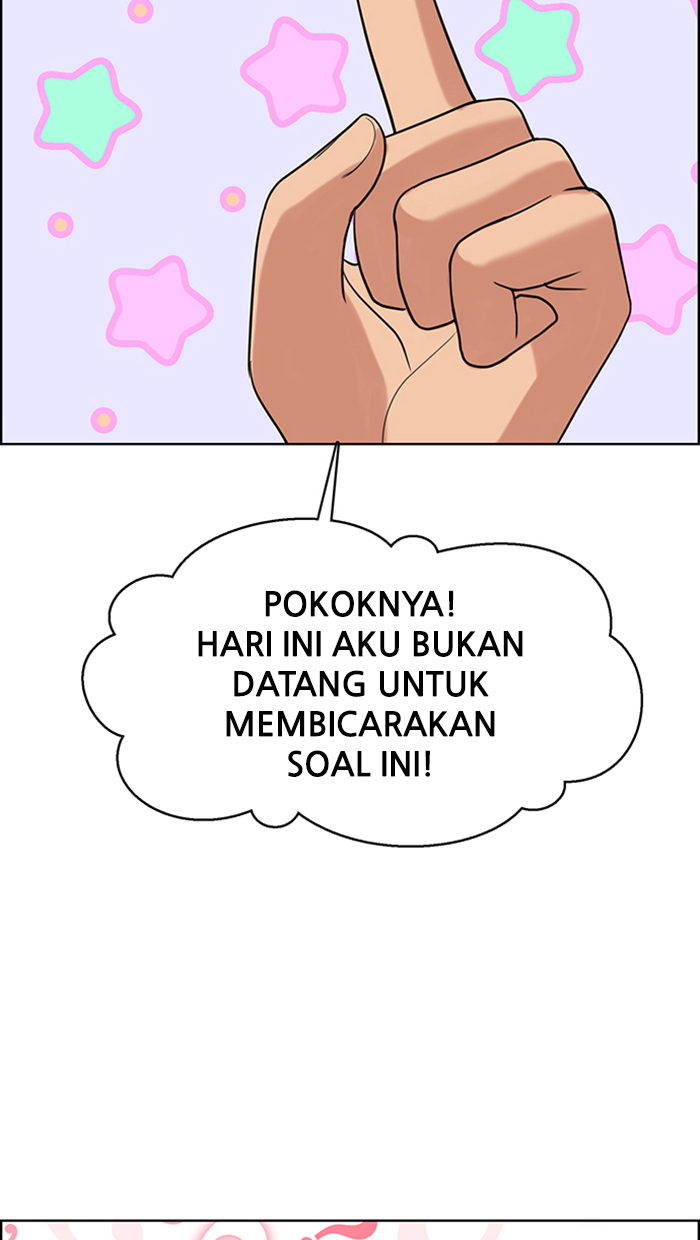 POKOKNYA!
HARI INI AKU BUKAN
DATANG UNTUK
MEMBICARAKAN
SOAL INI!